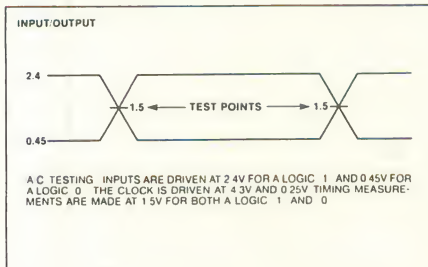 INPUT/OUTPUT
2.4
1.5 TEST POINTS 1.5
0.45
A C TESTING INPUTS ARE DRIVEN AT 2 4V FOR A LOGIC 1 AND 0 45V FOR
A LOGIC 0 THE CLOCK IS DRIVEN AT 4 3V AND 0 25V TIMING MEASURE-
MENTS ARE MADE AT 1 5V FOR BOTH A LOGIC 1 AND 0